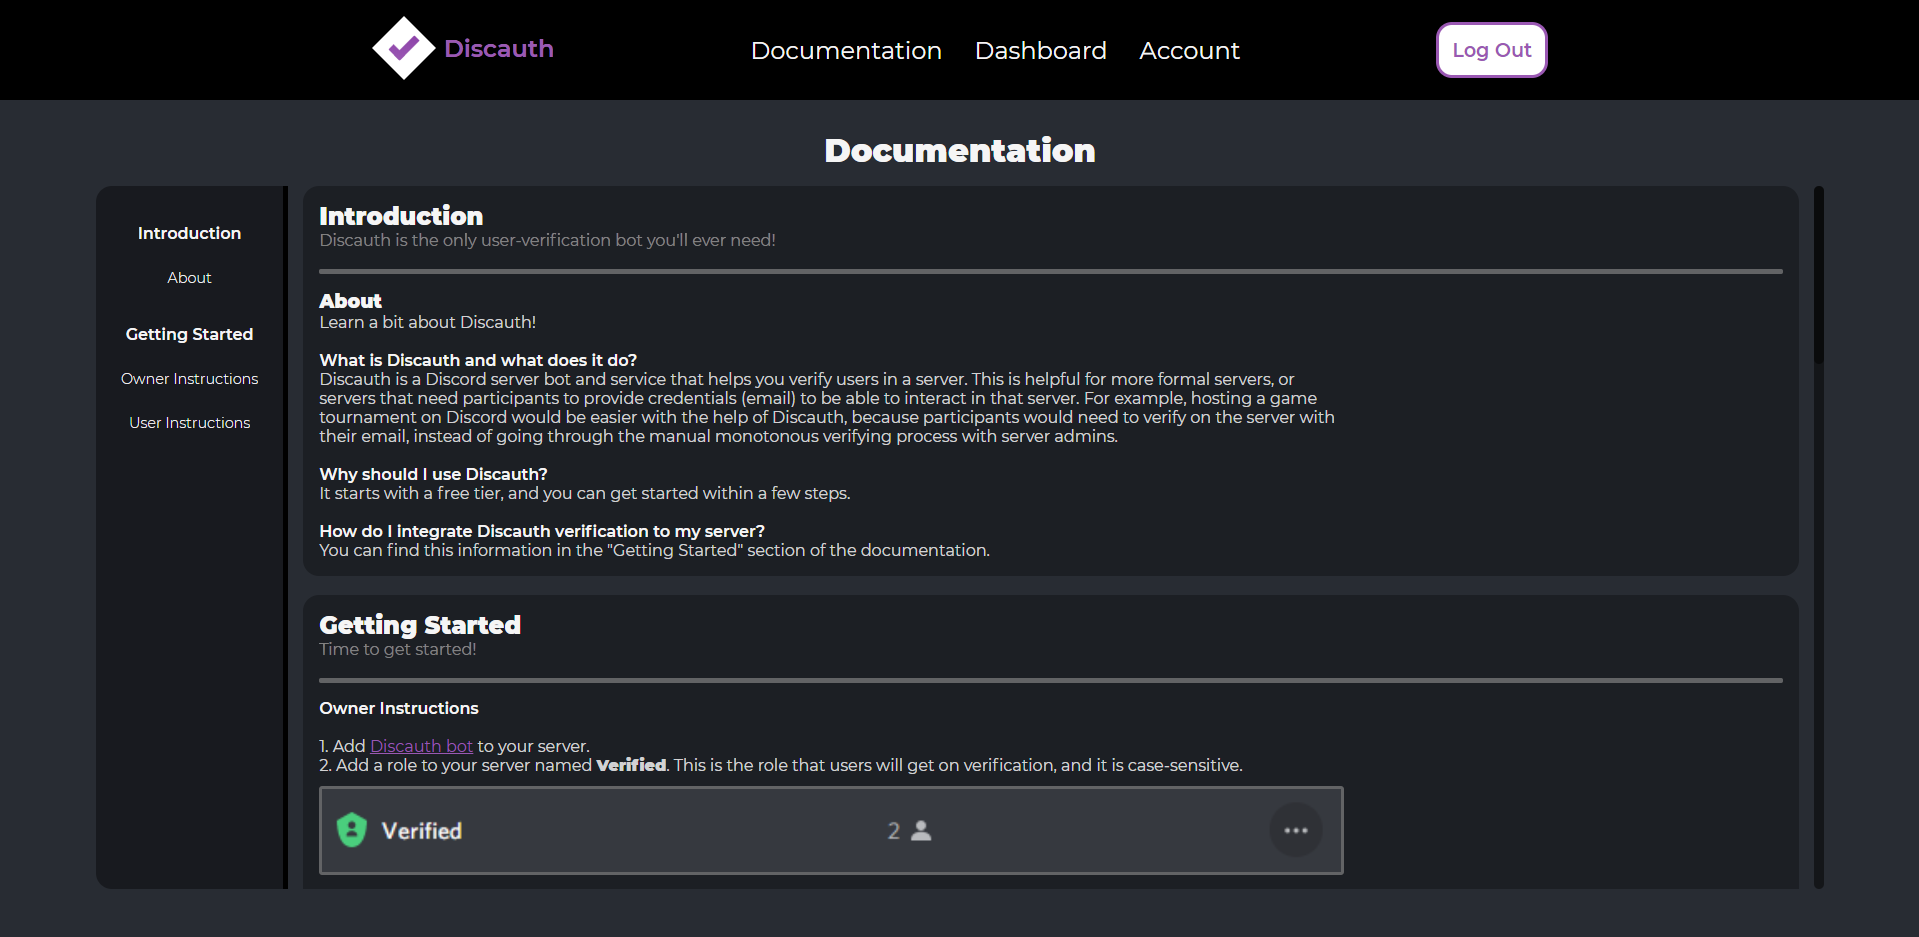 Discauth
Documentation
Dashboard
Account
Log Out
Documentation
Introduction
About
Getting Started
Owner Instructions
User Instructions
Introduction
Discauth is the only user-verification bot you'll ever need!
About
Learn a bit about Discauth!
What is Discauth and what does it do?
Discauth is a Discord server bot and service that helps you verify users in a server. This is helpful for more formal servers, or
servers that need participants to provide credentials (email) to be able to interact in that server. For example, hosting a game
tournament on Discord would be easier with the help of Discauth, because participants would need to verify on the server with
their email, instead of going through the manual monotonous verifying process with server admins.
Why should I use Discauth?
It starts with a free tier, and you can get started within a few steps.
How do I integrate Discauth verification to my server?
You can find this information in the "Getting Started" section of the documentation.
Getting Started
Time to get started!
Owner Instructions
1. Add Discauth bot to your server.
2. Add a role to your server named Verified. This is the role that users will get on verification, and it is case-sensitive.
Verified
2